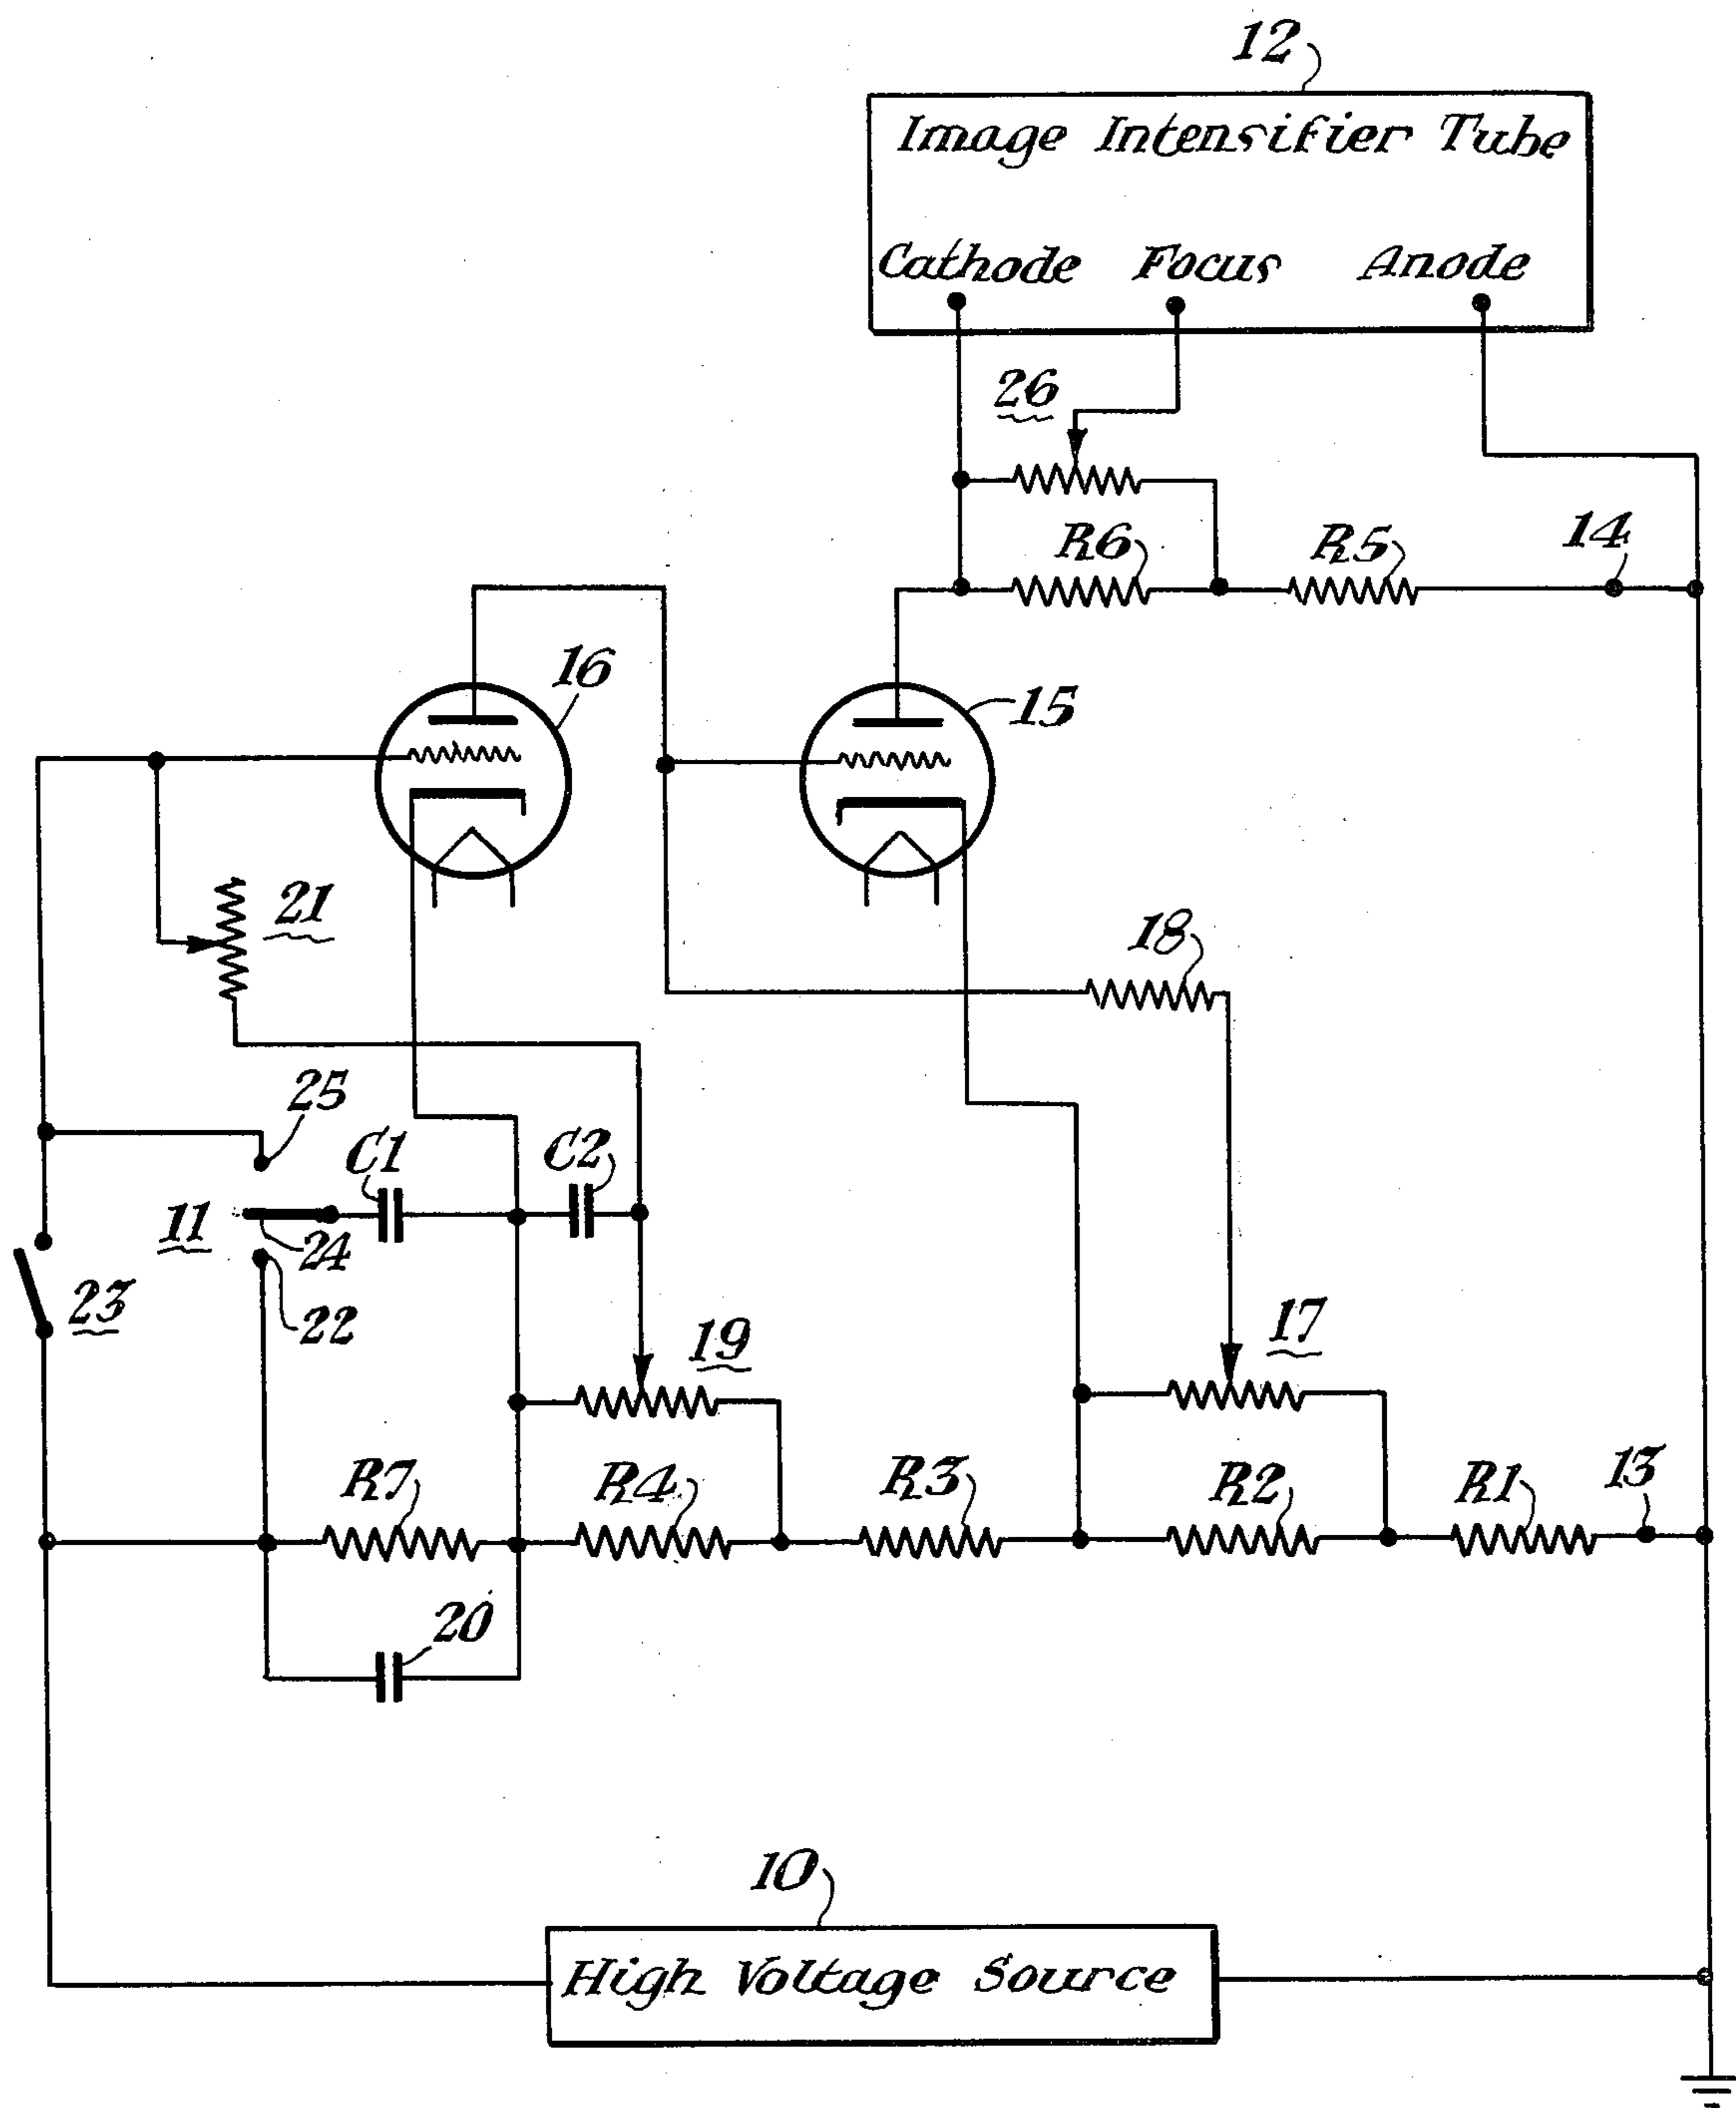 12
Image Intensifier Tube
Cathode Focus Anode
26
R6 R5 14
16
15
21
18
25
C1 C2
11
24
23
22
19
17
R7 R4 R3 R2 R1 13
20
10
High Voltage Source